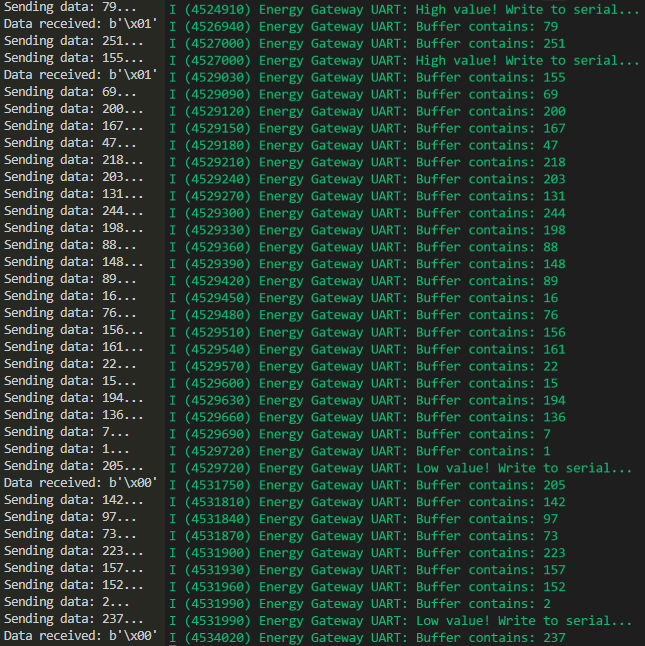 Sending data: 79...
Data received: b'\x01'
Sending data: 251...
Sending data: 155...
Data received: b'\x01'
Sending data: 69...
Sending data: 200...
Sending data: 167...
Sending data: 47...
Sending data: 218...
Sending data: 203...
Sending data: 131...
Sending data: 244...
Sending data: 198...
Sending data: 88...
Sending data: 148...
Sending data: 89...
Sending data: 16...
Sending data: 76...
Sending data: 156...
Sending data: 161...
Sending data: 22...
Sending data: 15...
Sending data: 194...
Sending data: 136...
Sending data: 7...
Sending data: 1...
Sending data: 205...
Data received: b'\x00'
Sending data: 142...
Sending data: 97...
Sending data: 73...
Sending data: 223...
Sending data: 157...
Sending data: 152...
Sending data: 2...
Sending data: 237...
Data received: b'\x00'
I (4524910) Energy Gateway UART: High value! Write to serial...
I (4526940) Energy Gateway UART: Buffer contains: 79
I (4527000) Energy Gateway UART: Buffer contains: 251
I (4527000) Energy Gateway UART: High value! Write to serial...
I (4529030) Energy Gateway UART: Buffer contains: 155
I (4529090) Energy Gateway UART: Buffer contains: 69
I (4529120) Energy Gateway UART: Buffer contains: 200
I (4529150) Energy Gateway UART: Buffer contains: 167
I (4529180) Energy Gateway UART: Buffer contains: 47
I (4529210) Energy Gateway UART: Buffer contains: 218
I (4529240) Energy Gateway UART: Buffer contains: 203
I (4529270) Energy Gateway UART: Buffer contains: 131
I (4529300) Energy Gateway UART: Buffer contains: 244
I (4529330) Energy Gateway UART: Buffer contains: 198
I (4529360) Energy Gateway UART: Buffer contains: 88
I (4529390) Energy Gateway UART: Buffer contains: 148
I (4529420) Energy Gateway UART: Buffer contains: 89
I (4529450) Energy Gateway UART: Buffer contains: 16
I (4529480) Energy Gateway UART: Buffer contains: 76
I (4529510) Energy Gateway UART: Buffer contains: 156
I (4529540) Energy Gateway UART: Buffer contains: 161
I (4529570) Energy Gateway UART: Buffer contains: 22
I (4529600) Energy Gateway UART: Buffer contains: 15
I (4529630) Energy Gateway UART: Buffer contains: 194
I (4529660) Energy Gateway UART: Buffer contains: 136
I (4529690) Energy Gateway UART: Buffer contains: 7
I (4529720) Energy Gateway UART: Buffer contains: 1
I (4529720) Energy Gateway UART: Low value! Write to serial...
I (4531750) Energy Gateway UART: Buffer contains: 205
I (4531810) Energy Gateway UART: Buffer contains: 142
I (4531840) Energy Gateway UART: Buffer contains: 97
I (4531870) Energy Gateway UART: Buffer contains: 73
I (4531900) Energy Gateway UART: Buffer contains: 223
I (4531930) Energy Gateway UART: Buffer contains: 157
I (4531960) Energy Gateway UART: Buffer contains: 152
I (4531990) Energy Gateway UART: Buffer contains: 2
I (4531990) Energy Gateway UART: Low value! Write to serial...
I (4534020) Energy Gateway UART: Buffer contains: 237